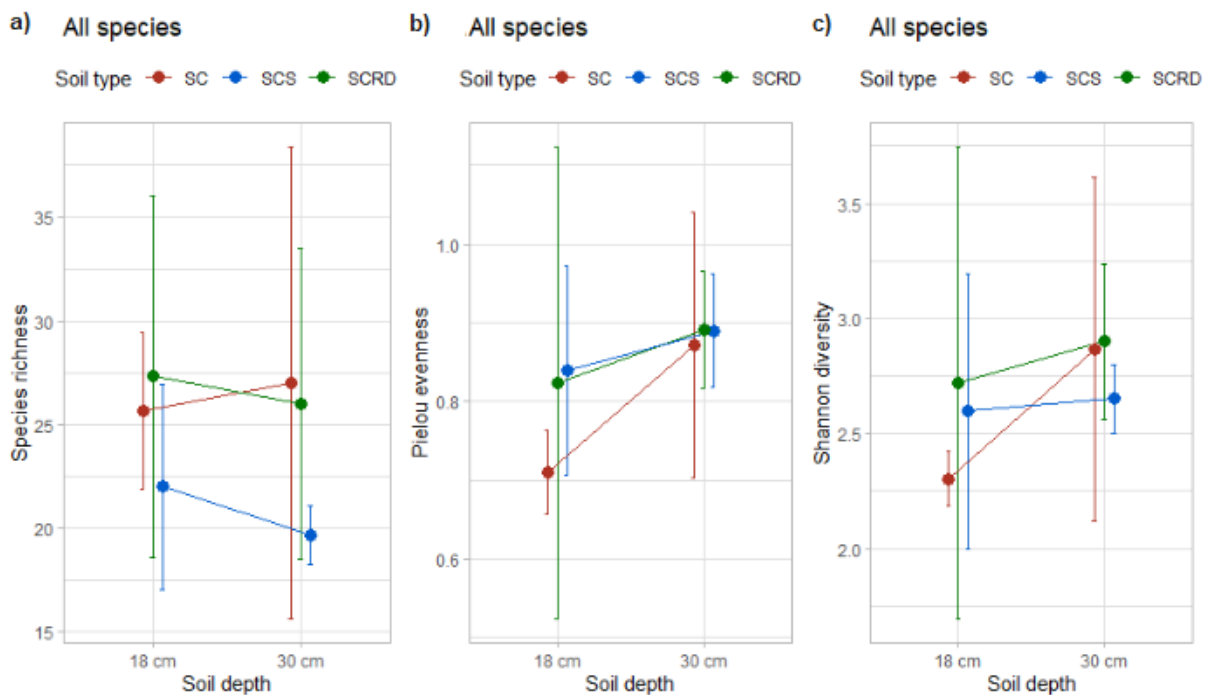 a) All species
Soil type SC SCS SCRD
Species richness
35
30
25
20
15
18 cm 30 cm
Soil depth
b) All species
Soil type SC SCS SCRD
Pielou evenness
1.0
0.8
0.6
18 cm 30 cm
Soil depth
c) All species
Soil type SC SCS SCRD
Shannon diversity
3.5
3.0
2.5
2.0
18 cm 30 cm
Soil depth